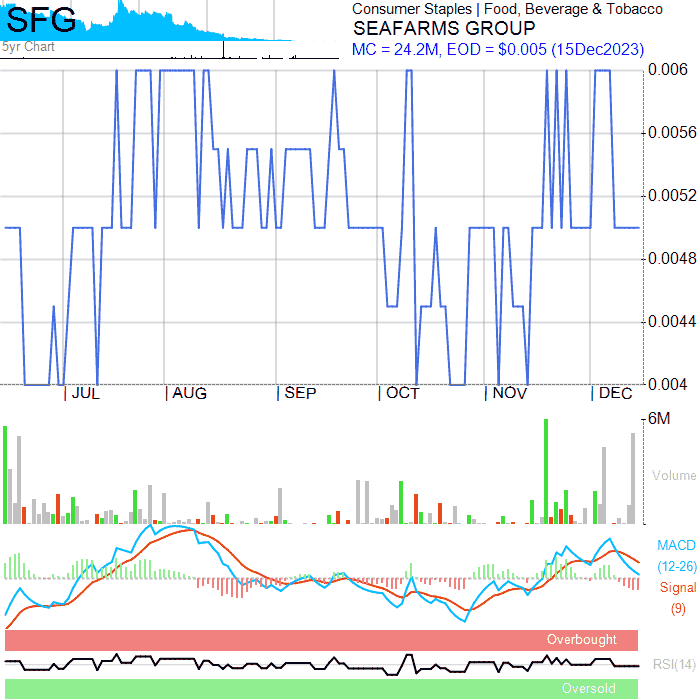 SFG
5yr Chart
Consumer Staples | Food, Beverage & Tobacco
SEAFARMS GROUP
MC = 24.2M, EOD = $0.005 (15Dec2023)
0.006
0.0056
0.0052
0.0048
0.0044
0.004
JUL
AUG
SEP
OCT
NOV
DEC
6M
Volume
MACD
(12-26)
Signal
(9)
Overbought
RSI(14)
Oversold